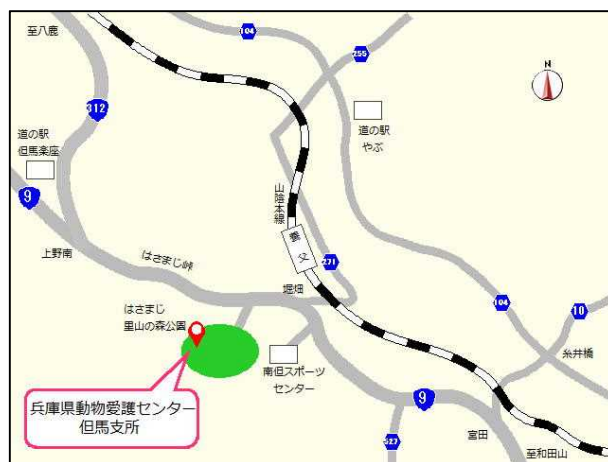 至八鹿
104
255
N
312
道の駅
但馬楽座
道の駅
やぶ
9
山陰本線
上野南
はさまじ峠
養父
271
堀畑
はさまじ
里山の森公園
104
10
糸井橋
南但スポーツ
センター
兵庫県動物愛護センター
但馬支所
9
527
宮田
至和田山